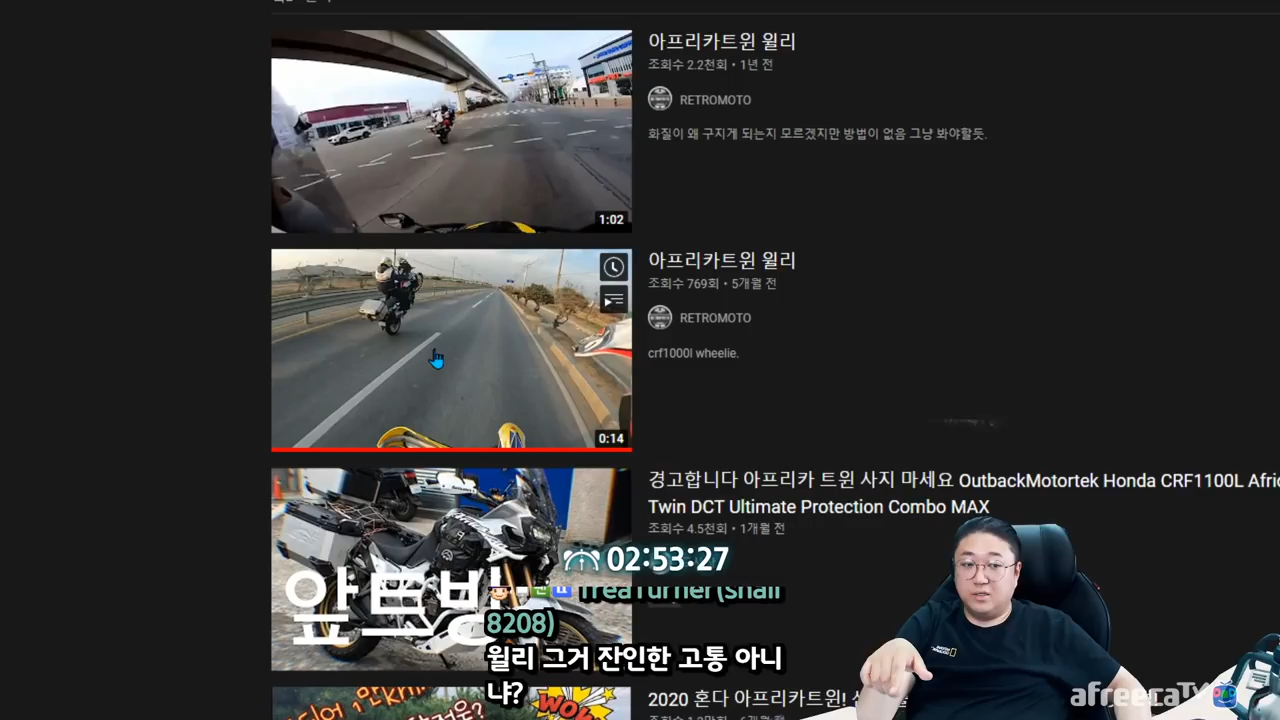 아프리카트윈 윌리
조회수 2.2천회 • 1년 전
RETROMOTO
화질이 왜 구지게 되는지 모르겠지만 방법이 없음 그냥 봐야할듯.
1:02
아프리카트윈 윌리
조회수 769회 • 5개월 전
RETROMOTO
crf1000l wheelie.
0:14
경고합니다 아프리카 트윈 사지 마세요 OutbackMotortek Honda CRF1100L Afri
Twin DCT Ultimate Protection Combo MAX
조회수 4.5천회 • 1개월 전
앞트방
02:53:27
8208)
윌리 그거 잔인한 고통 아니
냐?
2020 혼다 아프리카트윈!
WOW
afreecaTV